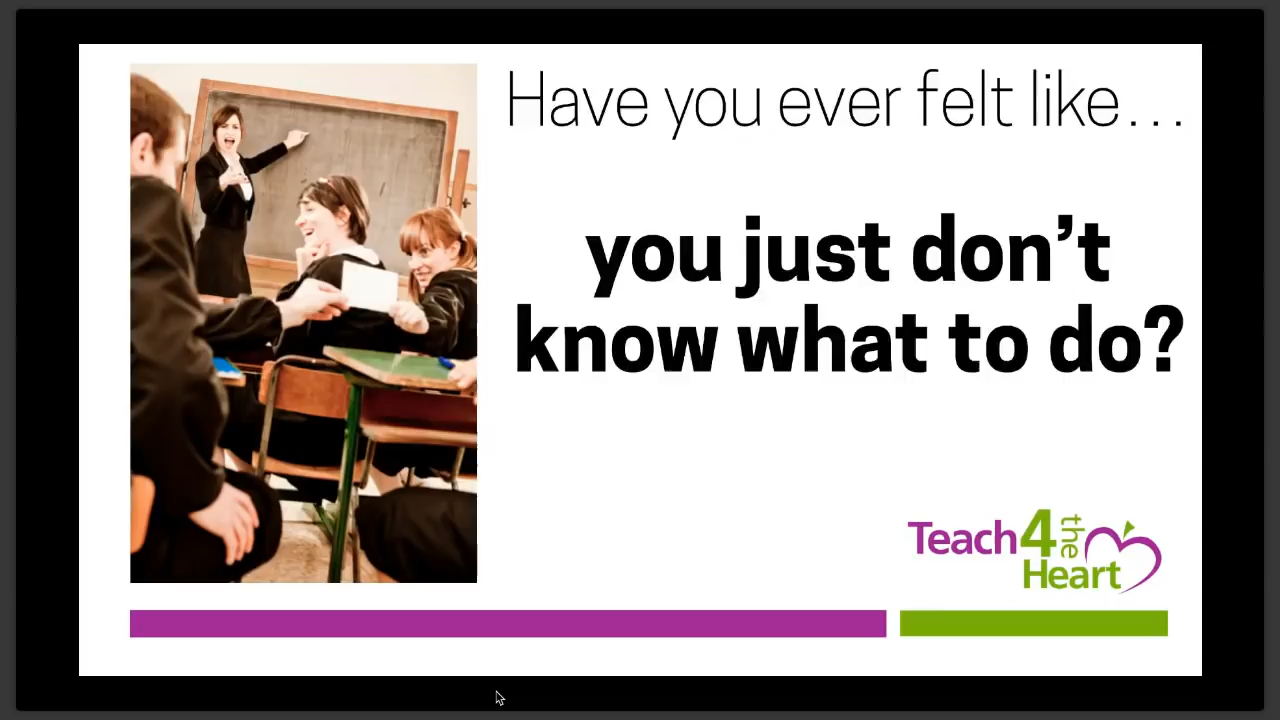 Have you ever felt like...
you just don’t
know what to do?
Teach4the
Heart